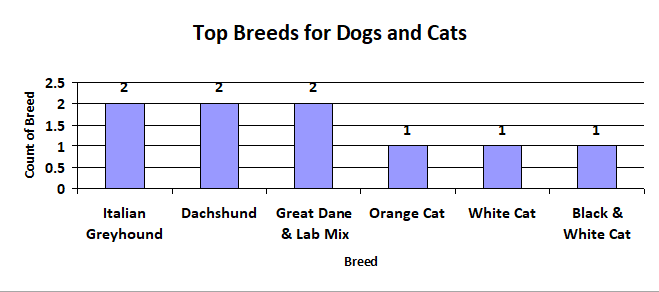 Top Breeds for Dogs and Cats
Count of Breed
2.5
2
1.5
1
0.5
0
2
2
2
1
1
1
Italian
Greyhound
Dachshund
Great Dane
& Lab Mix
Orange Cat
White Cat
Black &
White Cat
Breed